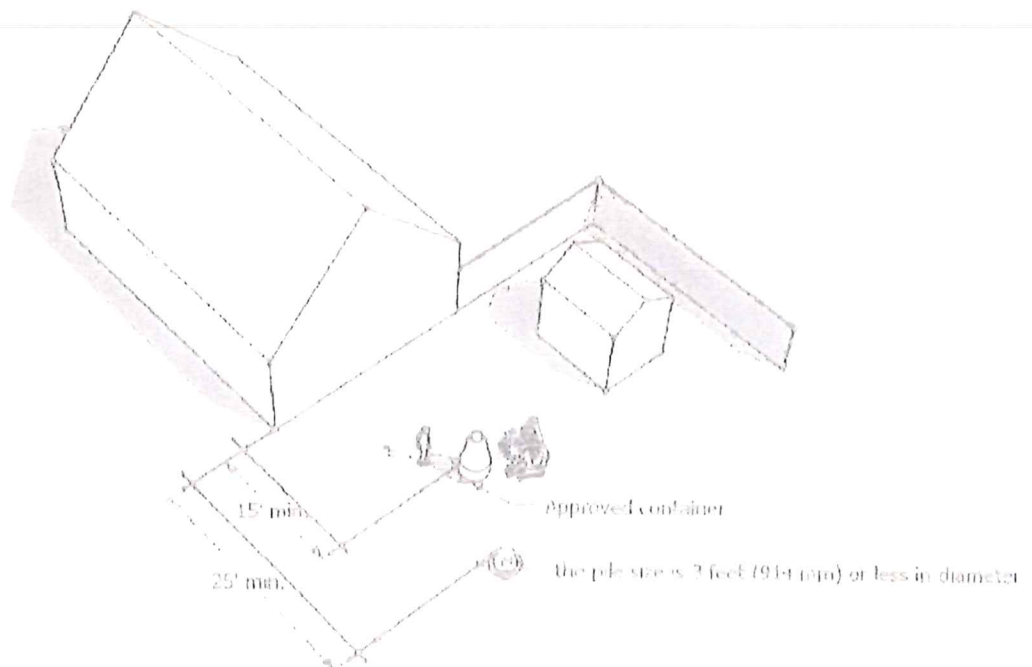 15' min.
Approved container
25' min.
the pile size is 3 feet (914 mm) or less in diameter